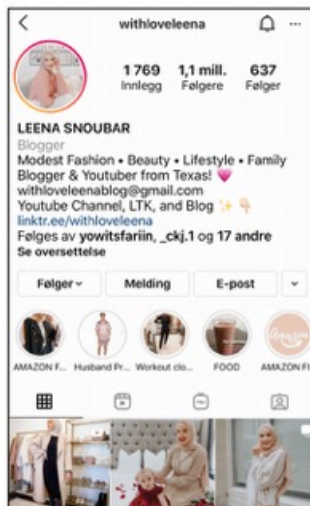 withloveleena
1 769 1,1 mill. 637
Innlegg Følgere Følger
LEENA SNOUBAR
Blogger
Modest Fashion • Beauty • Lifestyle • Family
Blogger & Youtuber from Texas! 💗
withloveleenablog@gmail.com
Youtube Channel, LTK, and Blog ✨ 👇🏼
linktr.ee/withloveleena
Følges av yowitsfariin, _ckj.1 og 17 andre
Se oversettelse
Følger Melding E-post
AMAZON F... Husband Pr... Workout clo... FOOD AMAZON FI